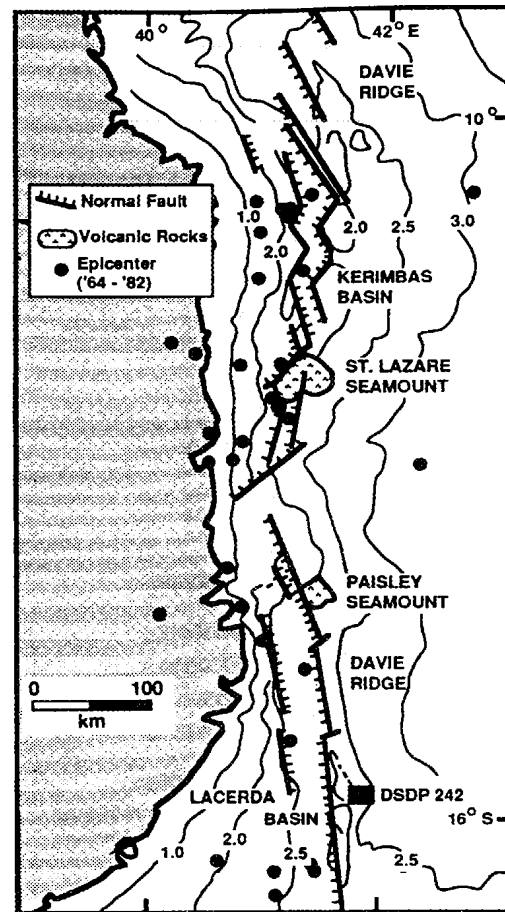 40°
42° E
DAVIE
RIDGE
10°
Normal Fault
Volcanic Rocks
Epicenter
('64 - '82)
1.0
2.0
2.0
2.5
3.0
KERIMBAS
BASIN
ST. LAZARE
SEAMOUNT
PAISLEY
SEAMOUNT
DAVIE
RIDGE
0 100
km
DSDP 242
LACERDA
BASIN
16° S
1.0
2.0
2.5
2.5